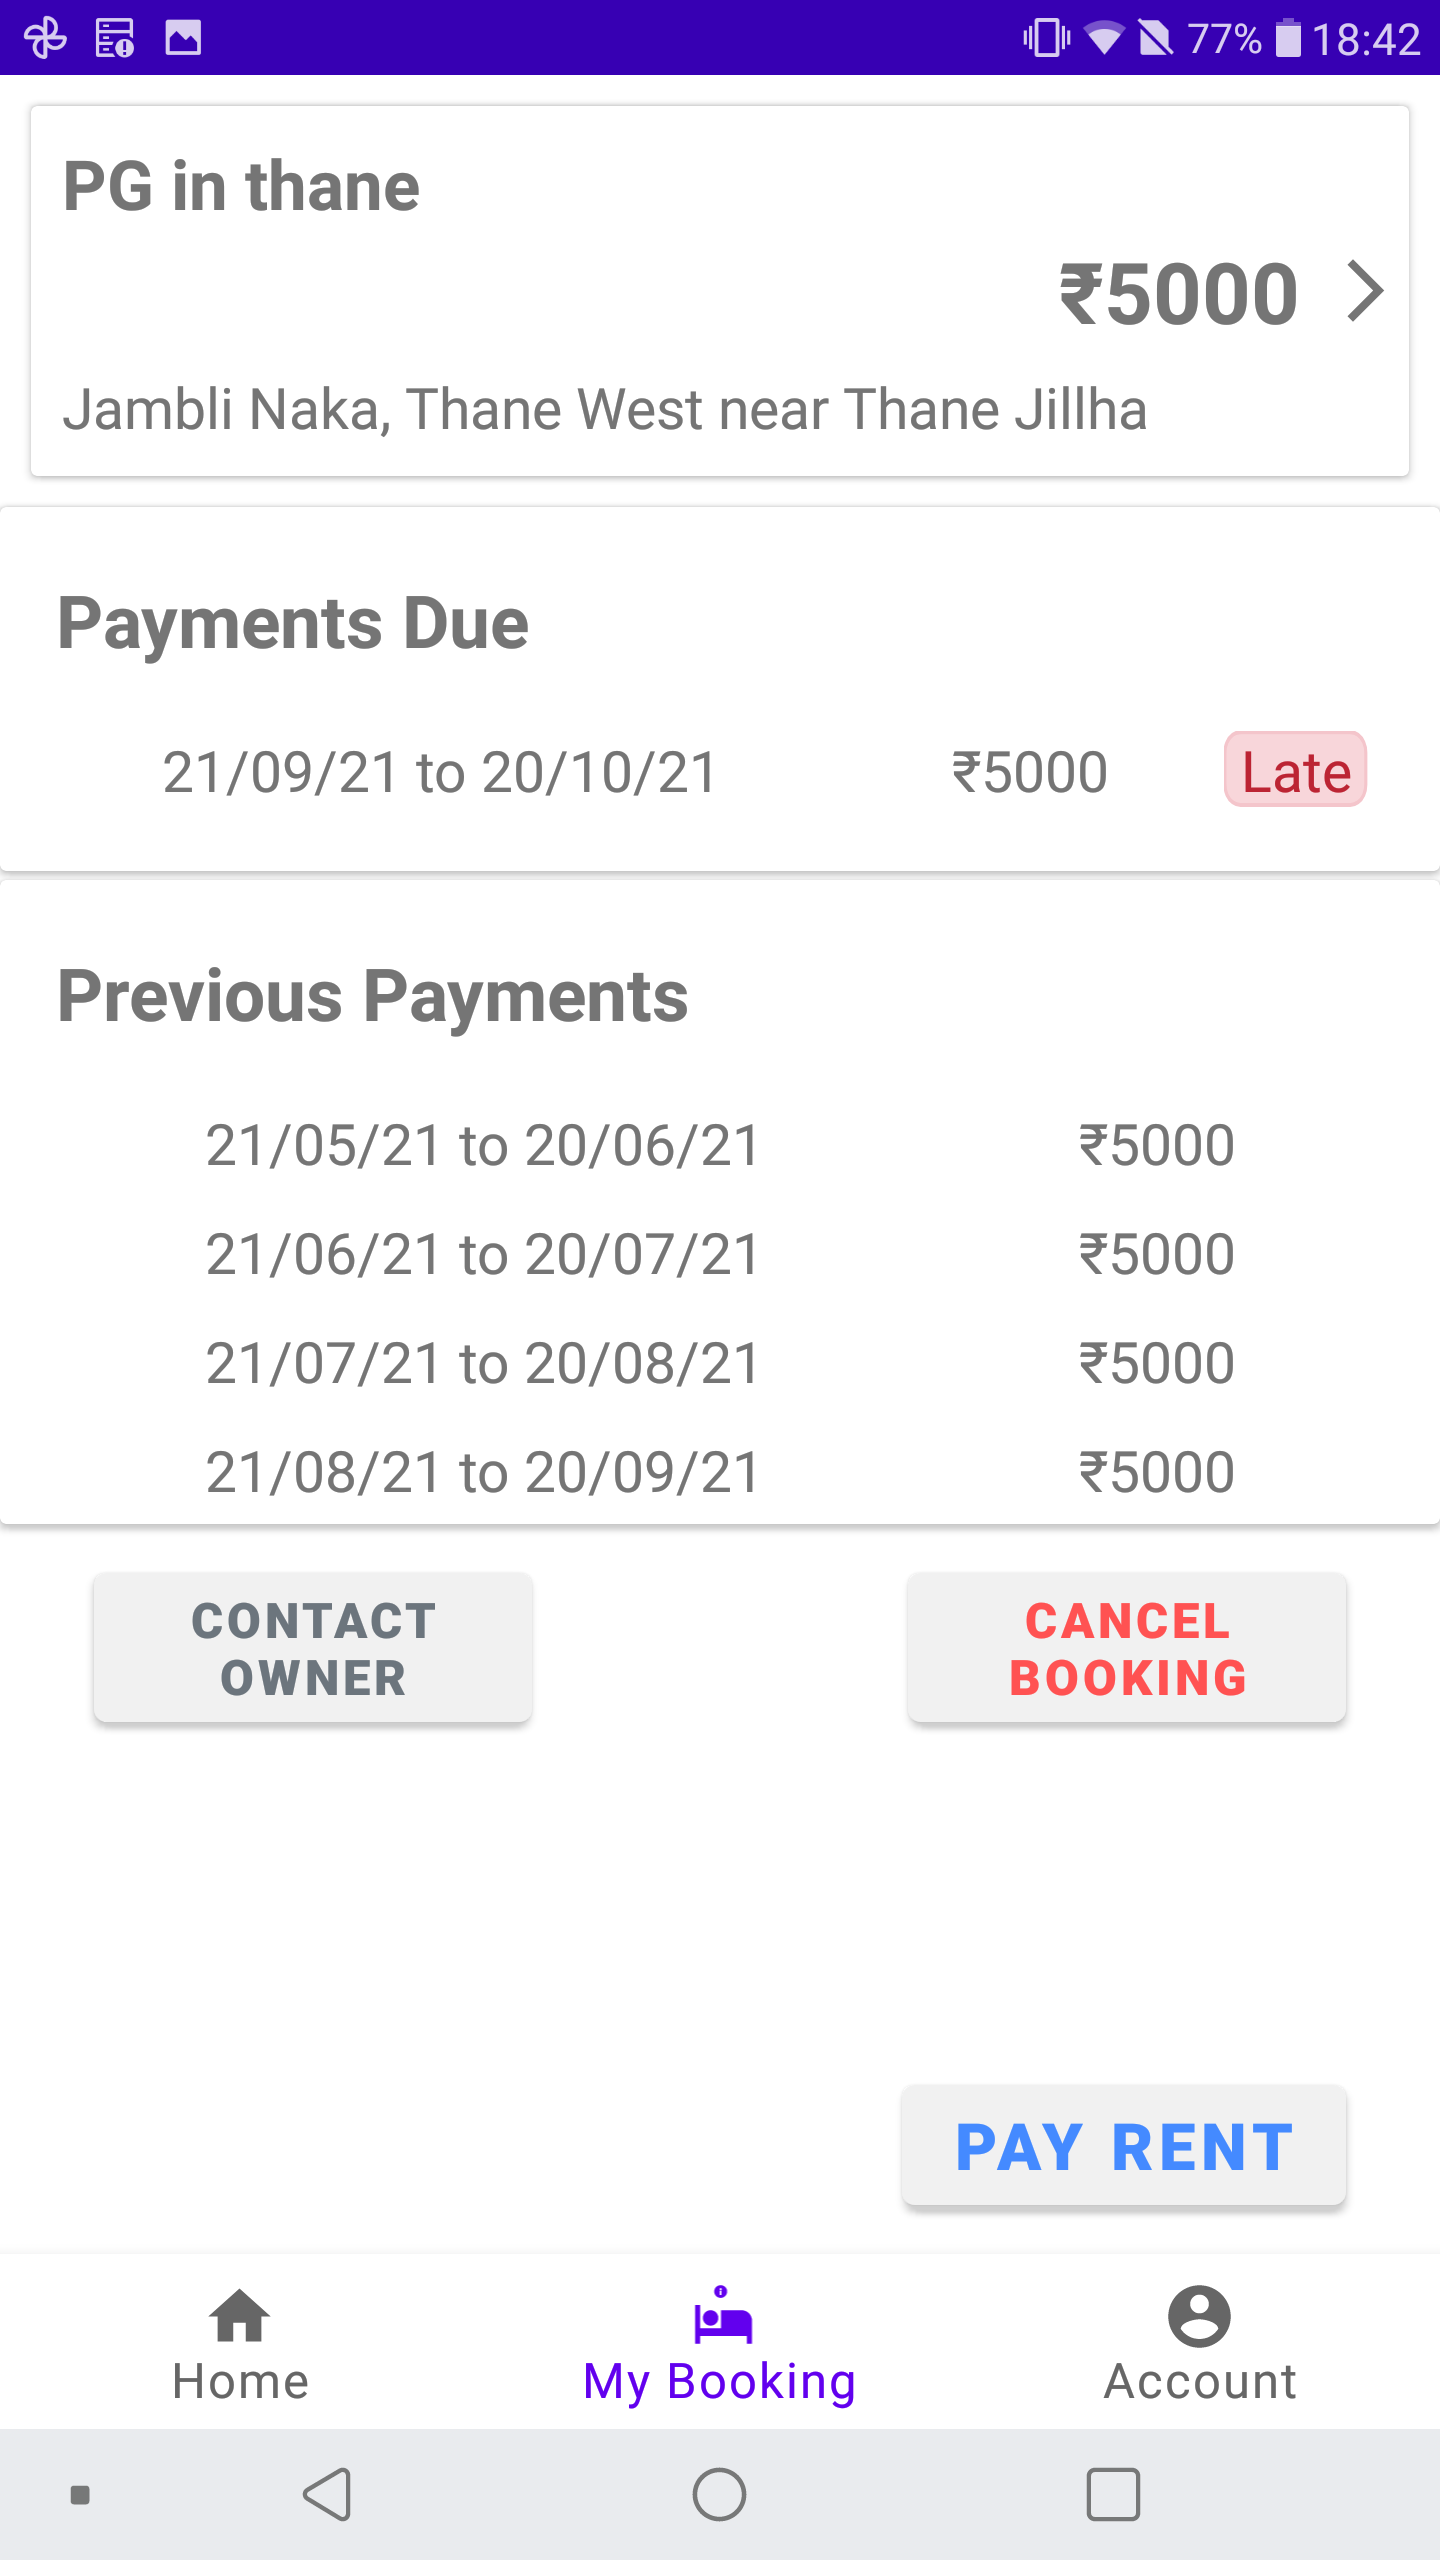 77% 18:42
PG in thane
₹5000
Jambli Naka, Thane West near Thane Jillha
Payments Due
21/09/21 to 20/10/21 ₹5000 Late
Previous Payments
21/05/21 to 20/06/21 ₹5000
21/06/21 to 20/07/21 ₹5000
21/07/21 to 20/08/21 ₹5000
21/08/21 to 20/09/21 ₹5000
CONTACT
OWNER
CANCEL
BOOKING
PAY RENT
Home My Booking Account